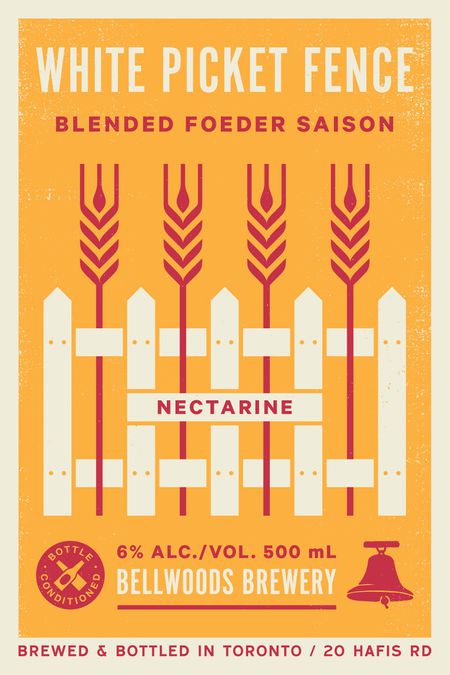 WHITE PICKET FENCE
BLENDED FOEDER SAISON
NECTARINE
BOTTLE
CONDITIONED
6% ALC./VOL. 500 mL
BELLWOODS BREWERY
BREWED & BOTTLED IN TORONTO / 20 HAFIS RD